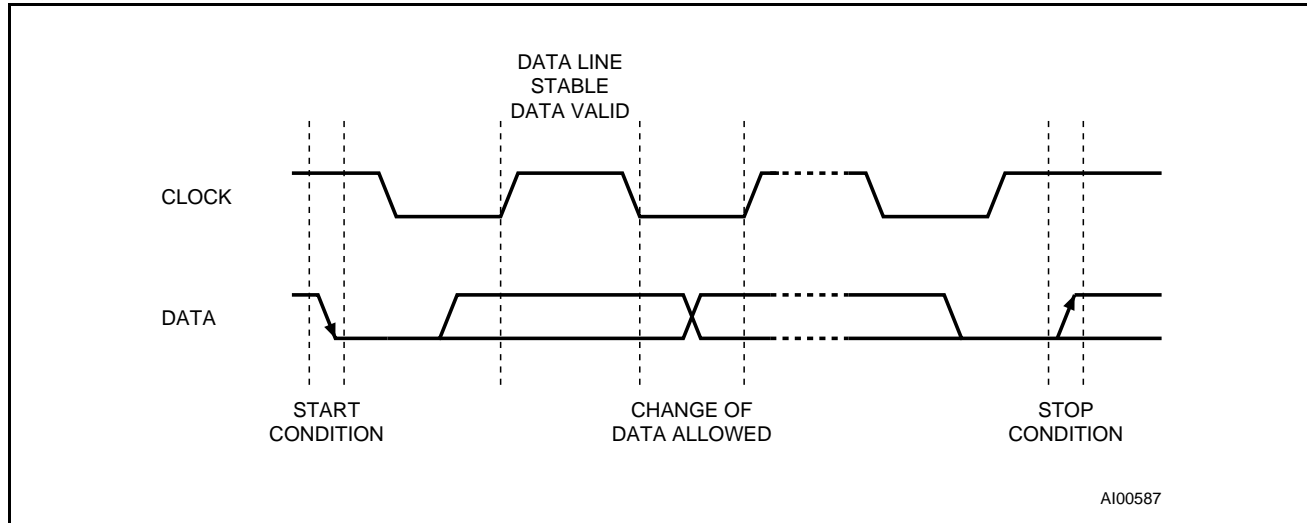 DATA LINE
STABLE
DATA VALID
CLOCK
DATA
START
CONDITION
CHANGE OF
DATA ALLOWED
STOP
CONDITION
AI00587